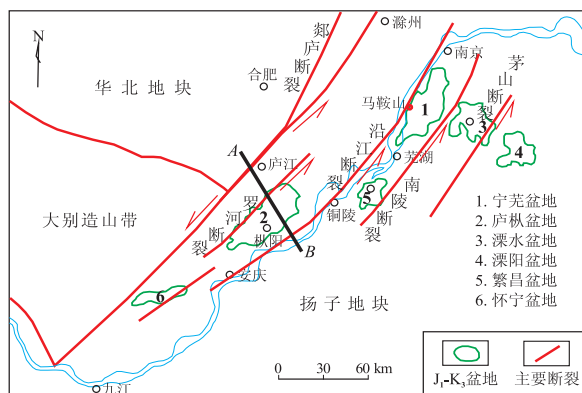 N
滁州
郯庐断裂
南京
合肥
华北地块
茅山断裂
马鞍山
1
3
4
A
庐江
沿江断裂
芜湖
5
大别造山带
罗河断裂
2
枞阳
铜陵
南陵断裂
B
安庆
6
扬子地块
九江
1. 宁芜盆地
2. 庐枞盆地
3. 溧水盆地
4. 溧阳盆地
5. 繁昌盆地
6. 怀宁盆地
0 30 60 km
J₁-K₃盆地
主要断裂